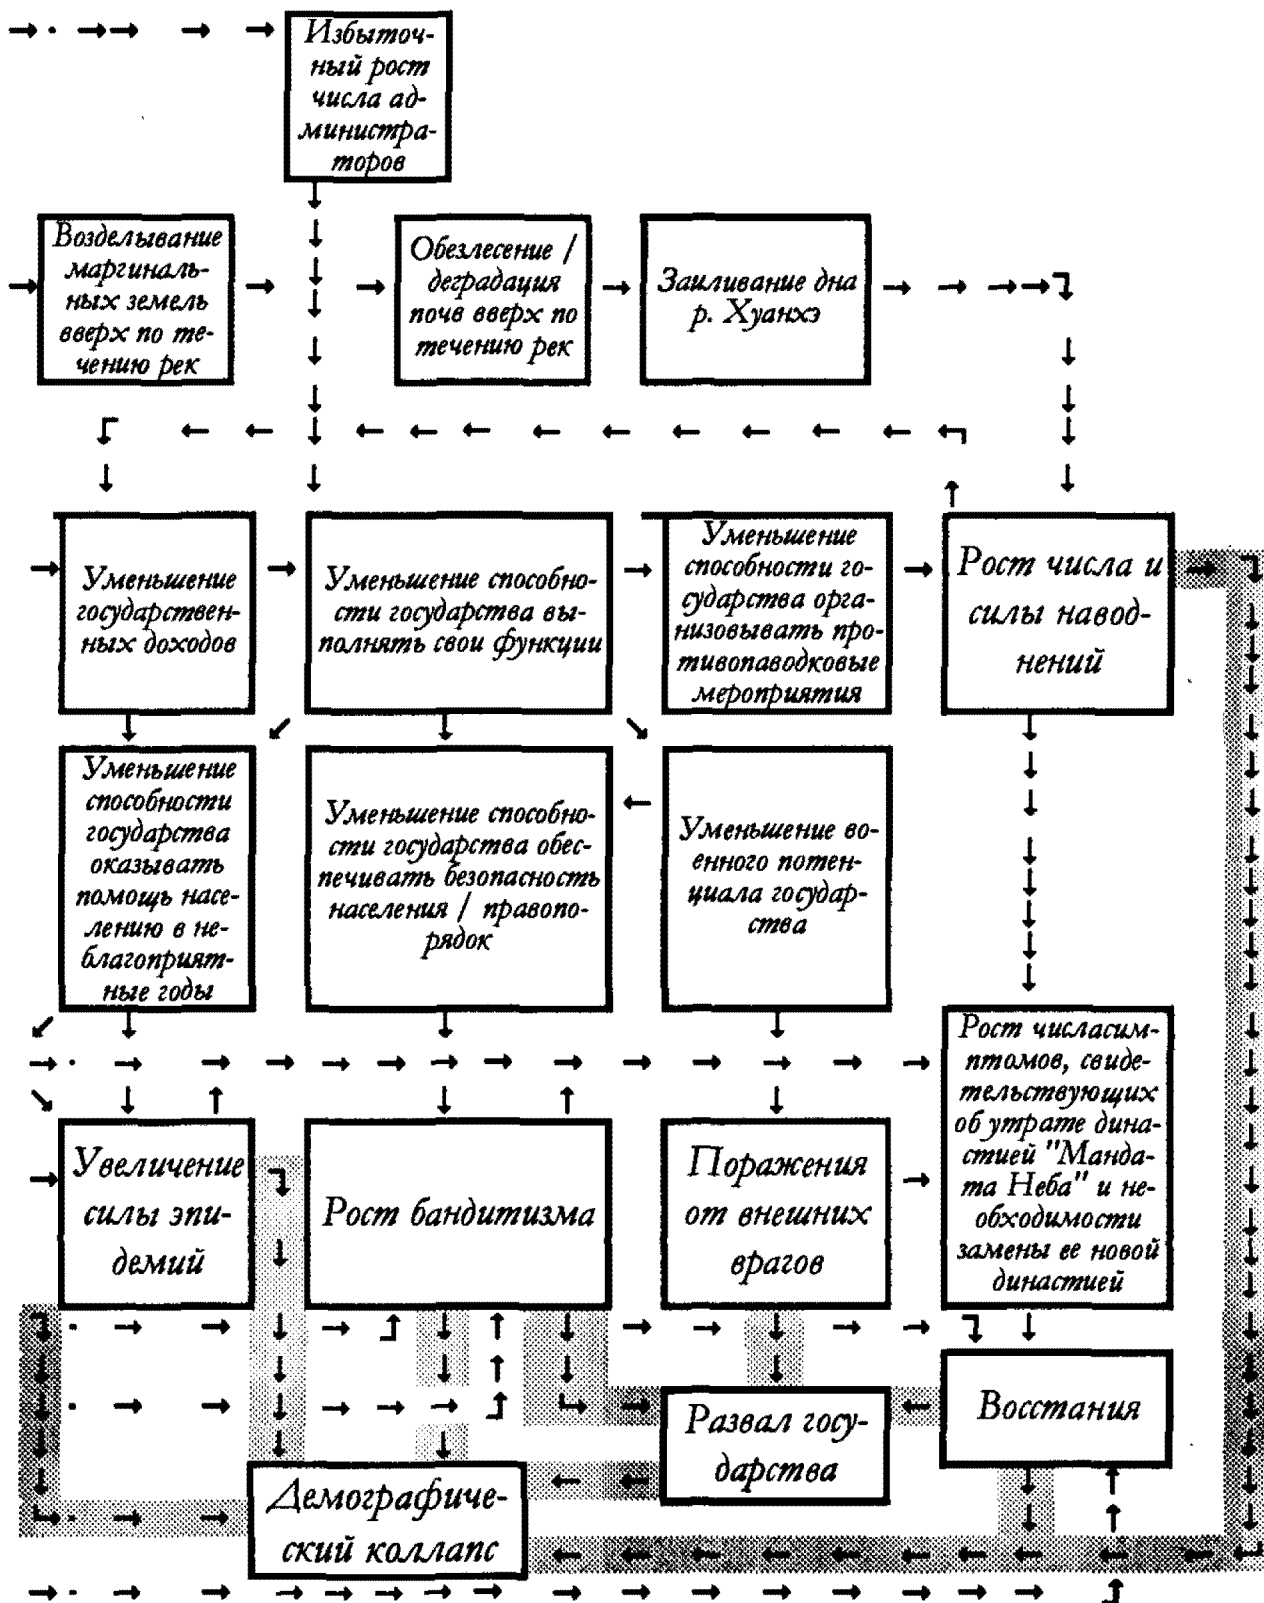 Избыточ-
ный рост
числа ад-
министра-
торов
Возделывание
маргиналь-
ных земель
вверх по те-
чению рек
Обезлесение /
деградация
почв вверх по
течению рек
Заиливание дна
р. Хуанхэ
Уменьшение
государствен-
ных доходов
Уменьшение способно-
сти государства вы-
полнять свои функции
Уменьшение
способности го-
сударства орга-
низовывать про-
тивопаводковые
мероприятия
Рост числа и
силы навод-
нений
Уменьшение
способности
государства
оказывать
помощь насе-
лению в не-
благоприят-
ные годы
Уменьшение способно-
сти государства обес-
печивать безопасность
населения / правопо-
рядок
Уменьшение во-
енного потен-
циала государ-
ства
Рост числасим-
птомов, свиде-
тельствующих
об утрате дина-
стией "Манда-
та Неба" и не-
обходимости
замены ее новой
династией
Увеличение
силы эпи-
демий
Рост бандитизма
Поражения
от внешних
врагов
Восстания
Развал госу-
дарства
Демографиче-
ский коллапс